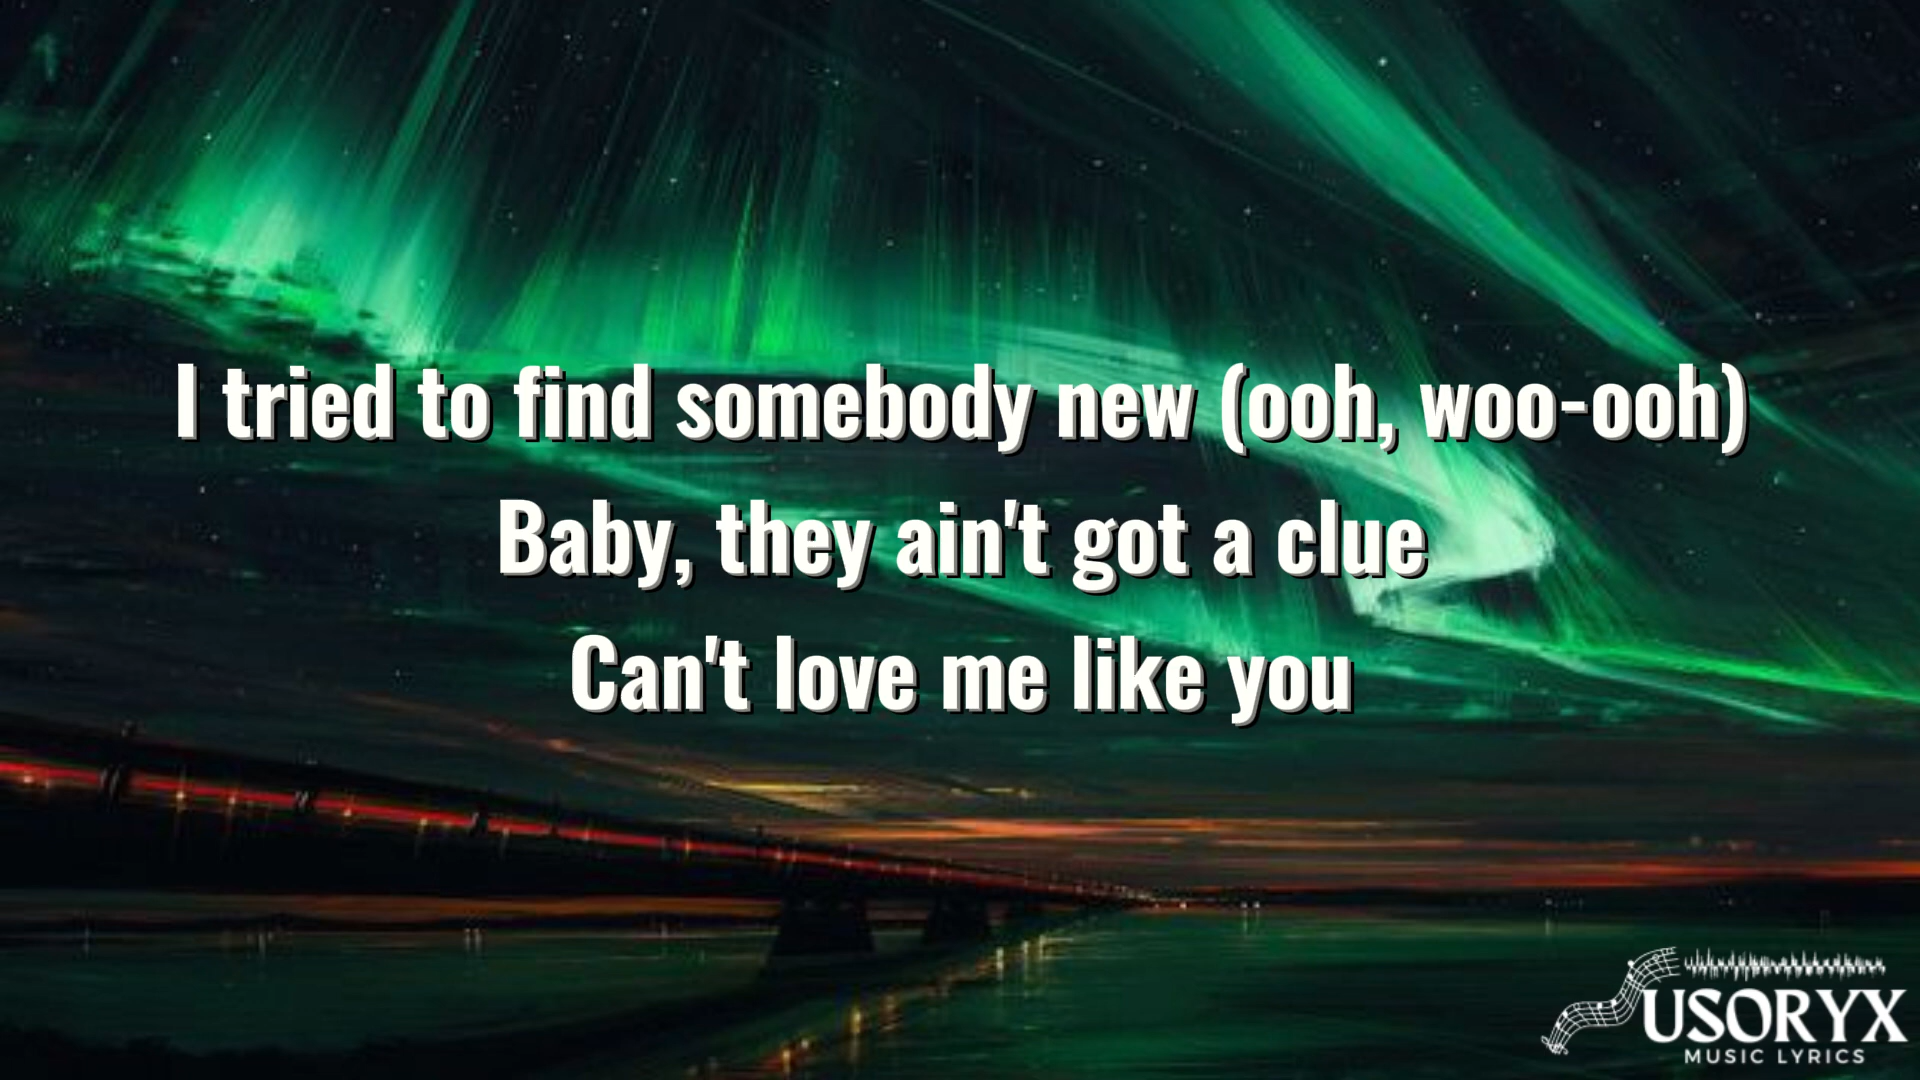 I tried to find somebody new (ooh, woo-ooh)
Baby, they ain't got a clue
Can't love me like you
USORYX
MUSIC LYRICS